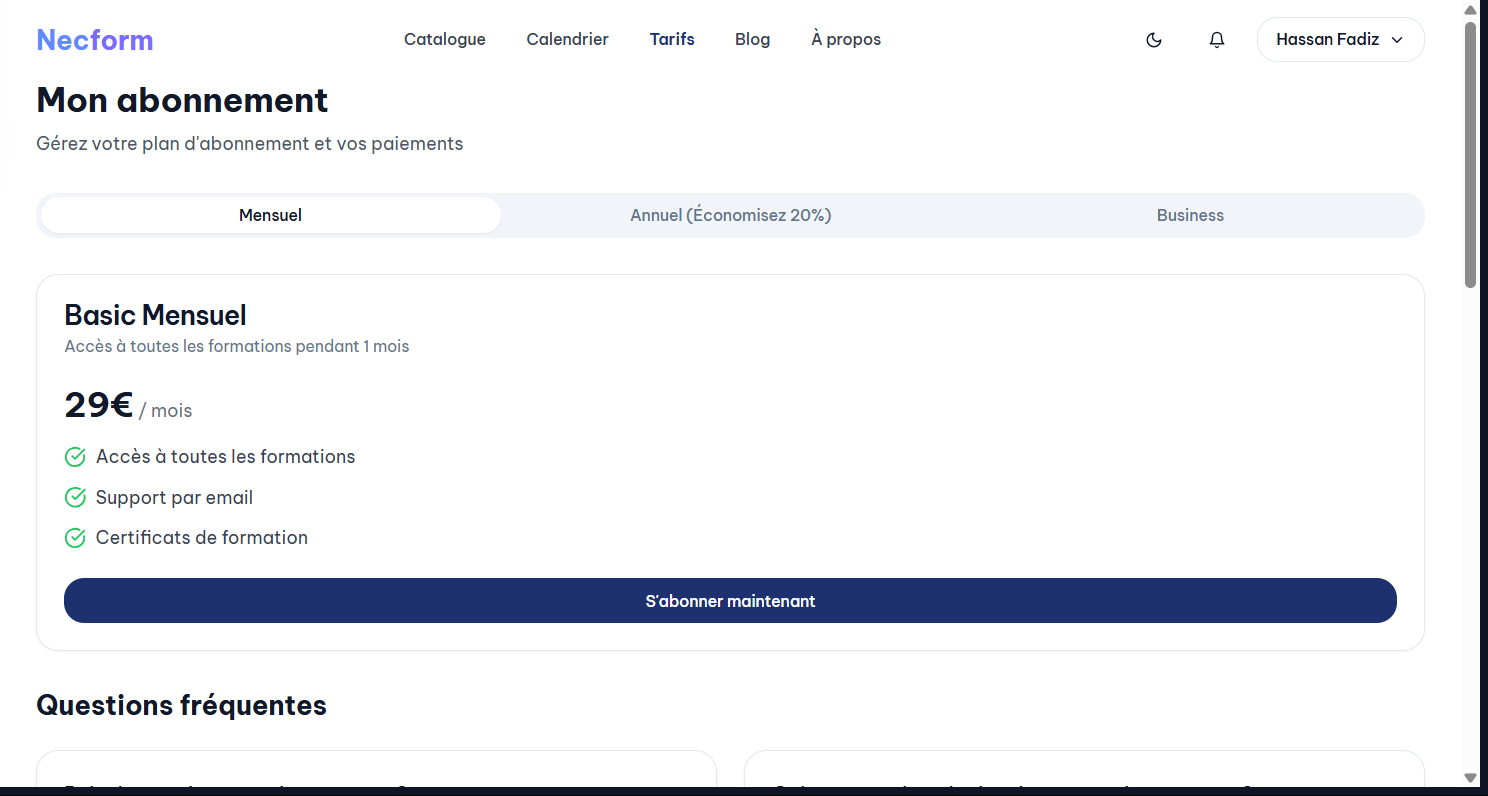 Necform
Catalogue Calendrier Tarifs Blog À propos Hassan Fadiz
Mon abonnement
Gérez votre plan d'abonnement et vos paiements
Mensuel Annuel (Économisez 20%) Business
Basic Mensuel
Accès à toutes les formations pendant 1 mois
29€ / mois
Accès à toutes les formations
Support par email
Certificats de formation
S'abonner maintenant
Questions fréquentes